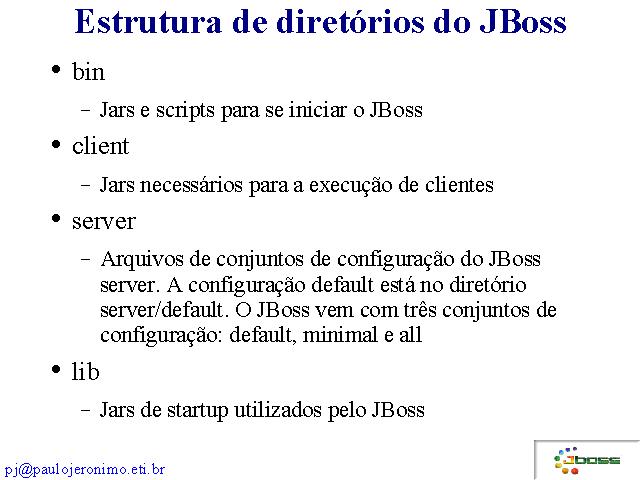 Estrutura de diretórios do JBoss
• bin
– Jars e scripts para se iniciar o JBoss
• client
– Jars necessários para a execução de clientes
• server
– Arquivos de conjuntos de configuração do JBoss
server. A configuração default está no diretório
server/default. O JBoss vem com três conjuntos de
configuração: default, minimal e all
• lib
– Jars de startup utilizados pelo JBoss
pj@paulojeronimo.eti.br
JBoss